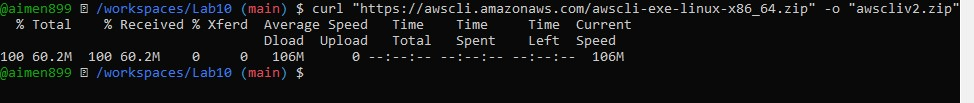 @aimen899 /workspaces/Lab10 (main) $ curl "https://awscli.amazonaws.com/awscli-exe-linux-x86_64.zip" -o "awscliv2.zip"
  % Total    % Received % Xferd  Average Speed   Time    Time     Time  Current
                                 Dload  Upload   Total   Spent    Left  Speed
100 60.2M  100 60.2M    0     0   106M      0 --:--:-- --:--:-- --:--:--  106M
@aimen899 /workspaces/Lab10 (main) $